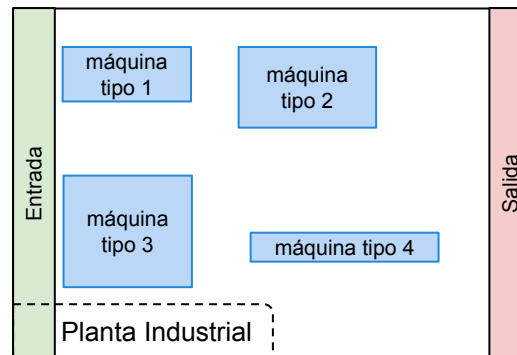 Entrada
máquina
tipo 1
máquina
tipo 2
máquina
tipo 3
máquina tipo 4
Salida
Planta Industrial